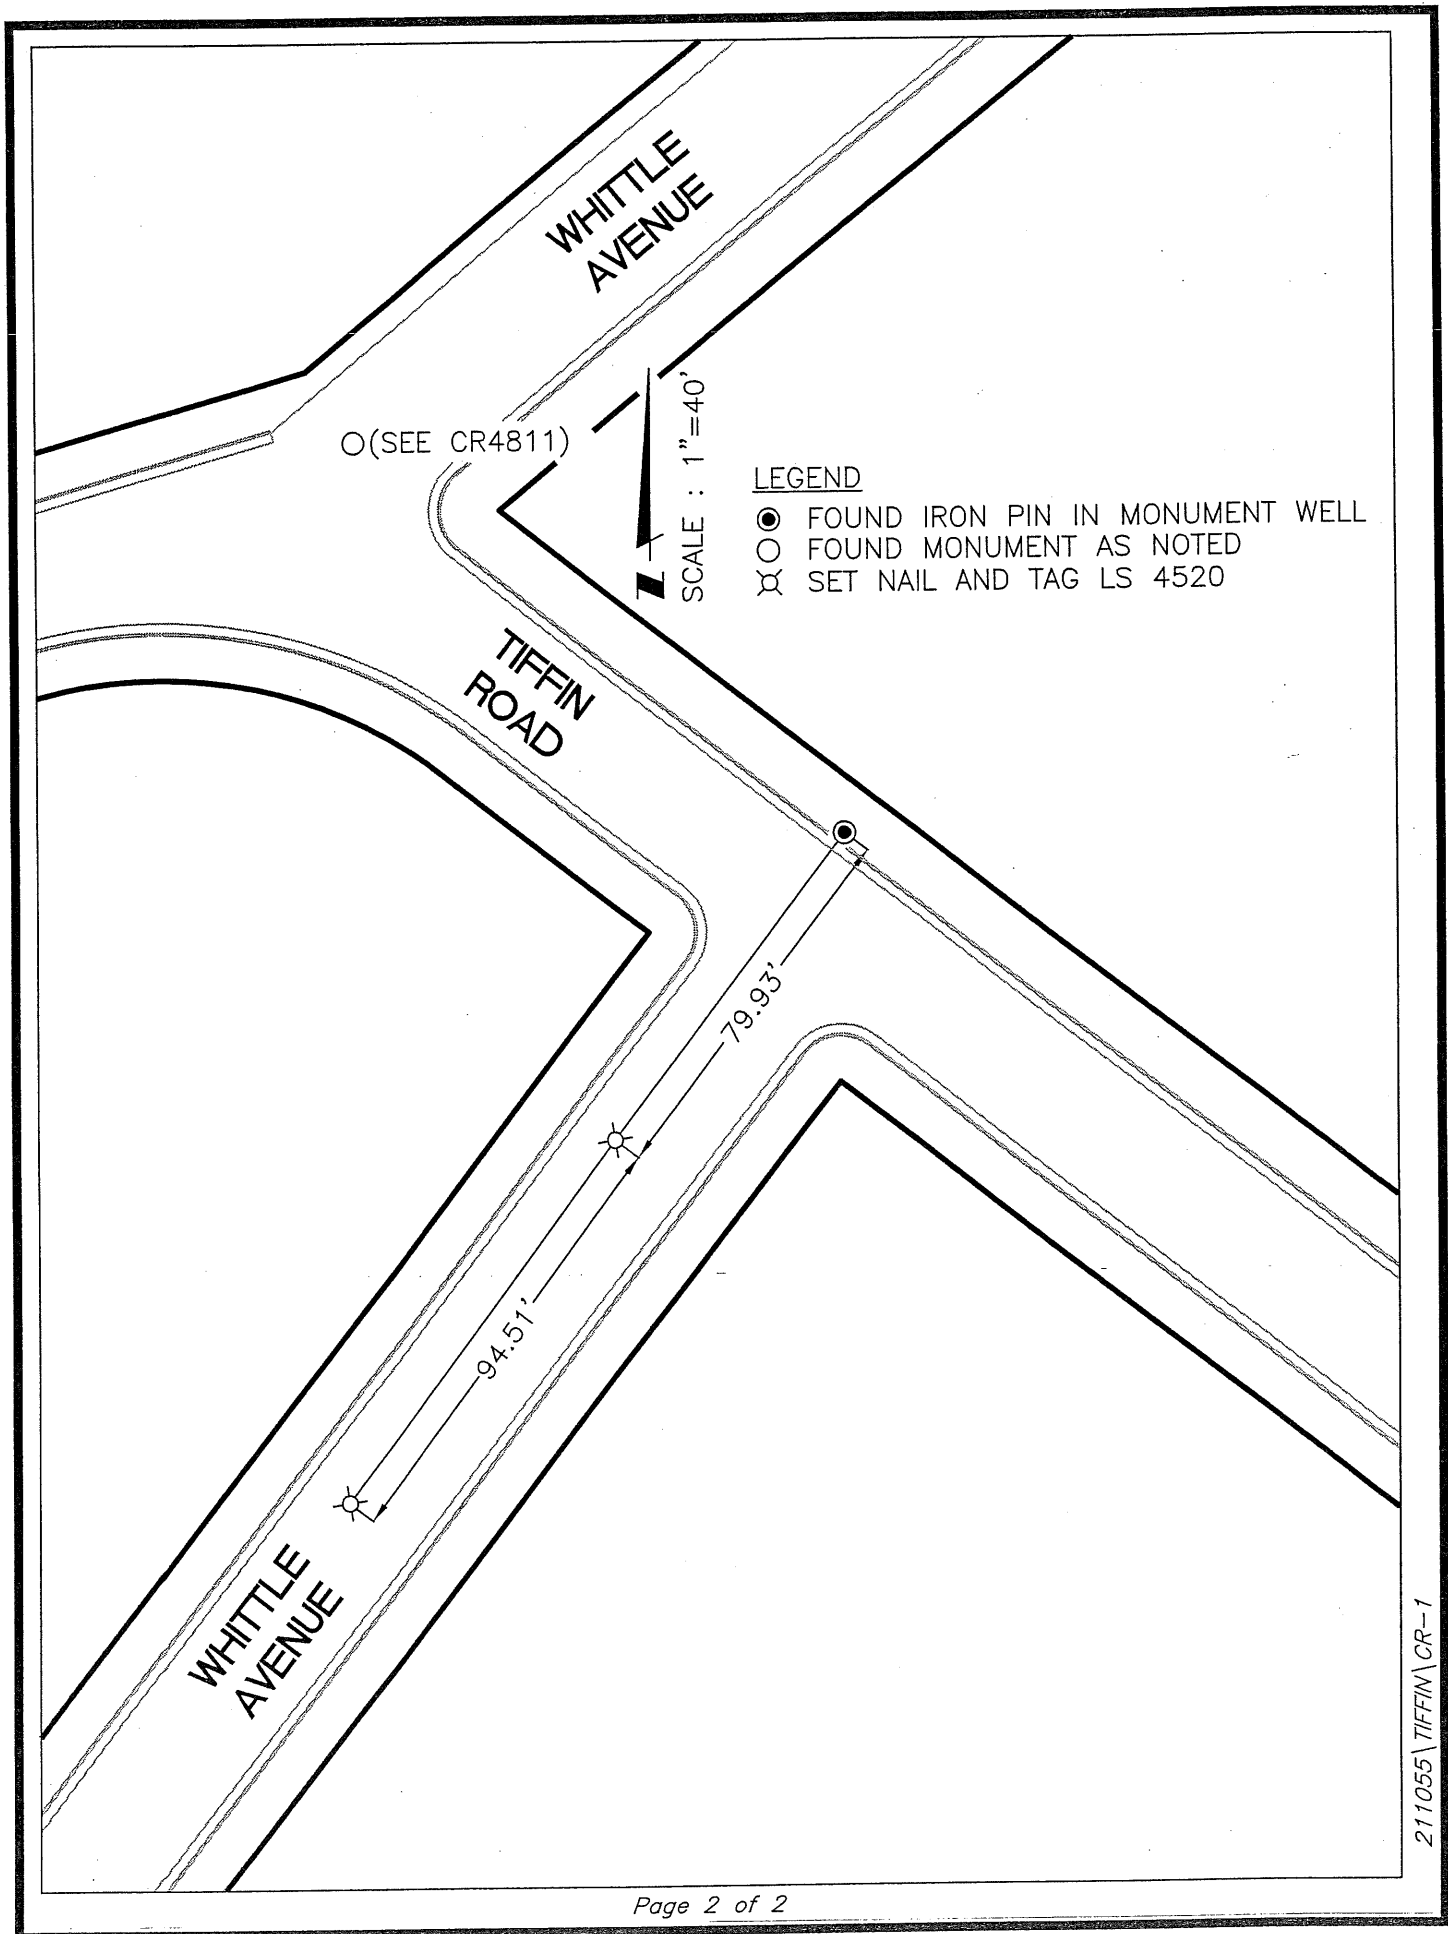 WHITTLE
AVENUE
SCALE : 1"=40'
(SEE CR4811)
LEGEND
FOUND IRON PIN IN MONUMENT WELL
FOUND MONUMENT AS NOTED
SET NAIL AND TAG LS 4520
N
TIFFIN
ROAD
79.93'
94.51'
WHITTLE
AVENUE
211055\TIFFIN\CR-1
Page 2 of 2